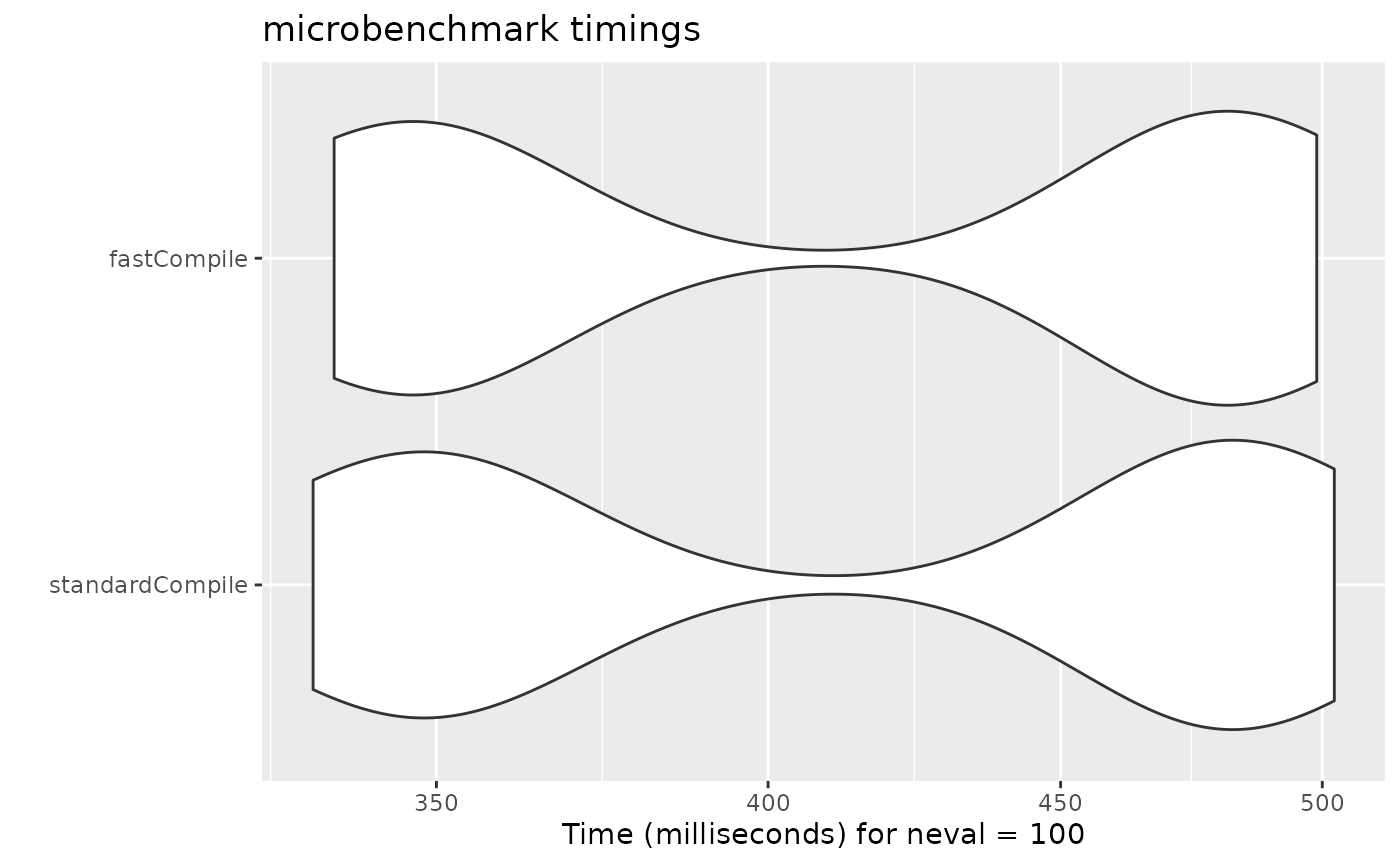 microbenchmark timings
fastCompile
standardCompile
350 400 450 500
Time (milliseconds) for neval = 100